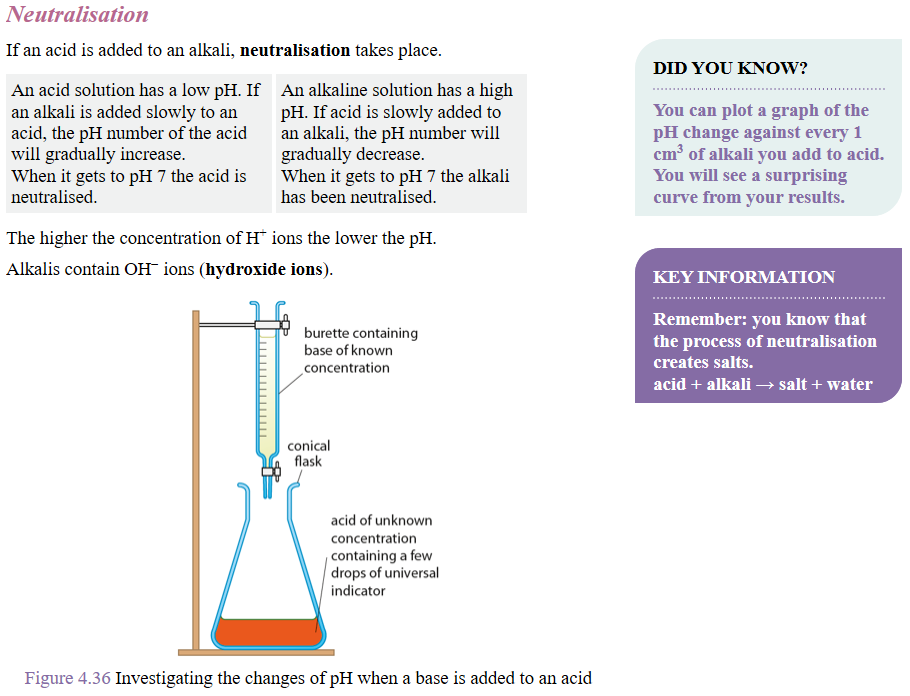 Neutralisation
If an acid is added to an alkali, neutralisation takes place.
An acid solution has a low pH. If
an alkali is added slowly to an
acid, the pH number of the acid
will gradually increase.
When it gets to pH 7 the acid is
neutralised.
An alkaline solution has a high
pH. If acid is slowly added to
an alkali, the pH number will
gradually decrease.
When it gets to pH 7 the alkali
has been neutralised.
The higher the concentration of H⁺ ions the lower the pH.
Alkalis contain OH⁻ ions (hydroxide ions).
burette containing
base of known
concentration
conical
flask
acid of unknown
concentration
containing a few
drops of universal
indicator
Figure 4.36 Investigating the changes of pH when a base is added to an acid
DID YOU KNOW?
You can plot a graph of the
pH change against every 1
cm³ of alkali you add to acid.
You will see a surprising
curve from your results.
KEY INFORMATION
Remember: you know that
the process of neutralisation
creates salts.
acid + alkali → salt + water